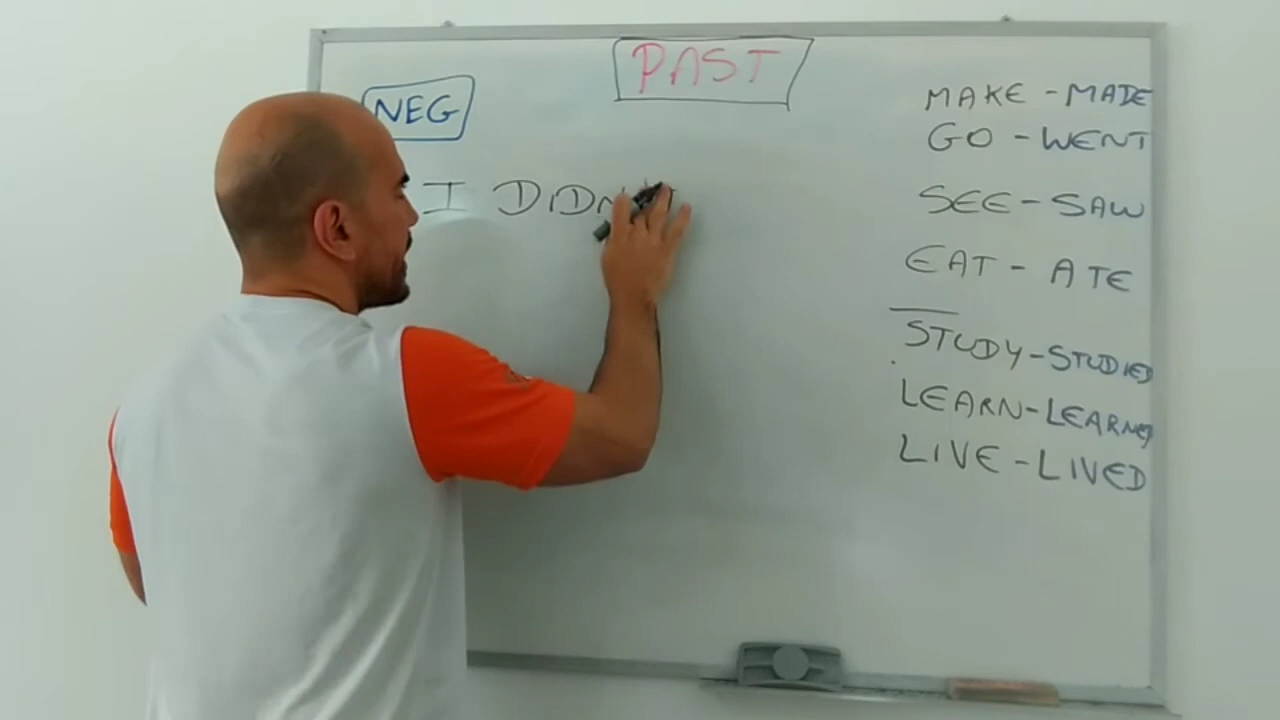 PAST
NEG
I DIDN'T
MAKE - MADE
GO - WENT
SEE - SAW
EAT - ATE
STUDY - STUDIED
LEARN - LEARNED
LIVE - LIVED